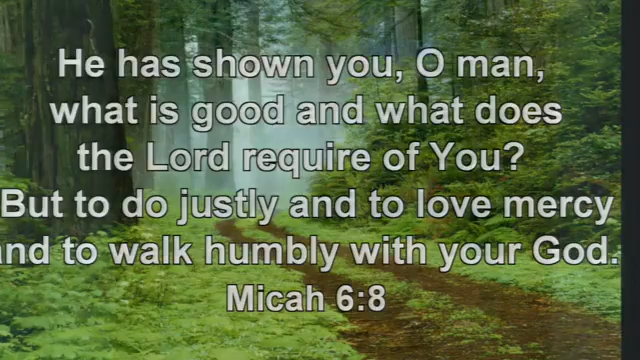 He has shown you, O man,
what is good and what does
the Lord require of You?
But to do justly and to love mercy
and to walk humbly with your God.
Micah 6:8